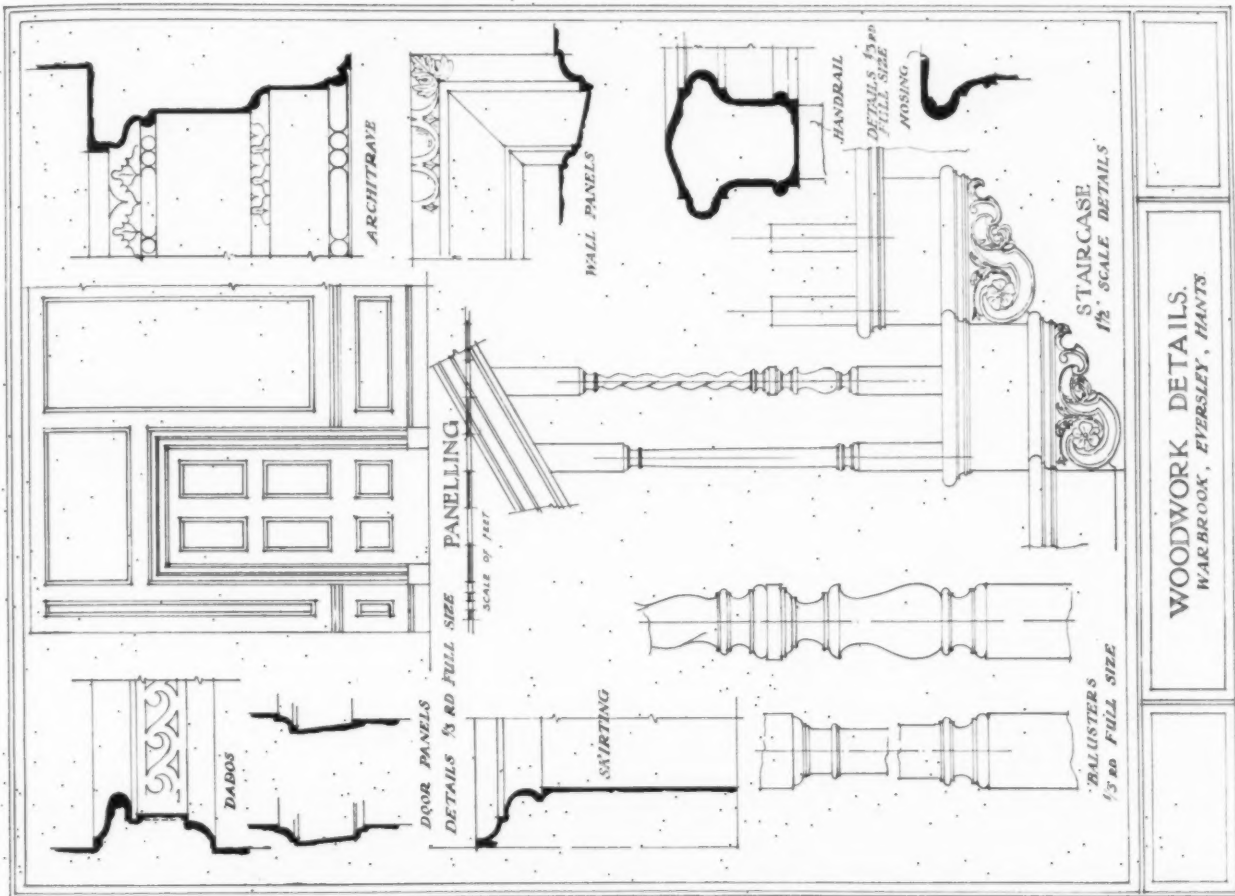 DADOS
ARCHITRAVE
DOOR PANELS
DETAILS ⅓ RD FULL SIZE
PANELLING
SCALE OF FEET
WALL PANELS
SKIRTING
HANDRAIL
DETAILS ⅓ RD
FULL SIZE
NOSING
BALUSTERS
⅓ RD FULL SIZE
STAIRCASE
1½" SCALE DETAILS
WOODWORK DETAILS.
WARBROOK, EVERSLEY, HANTS